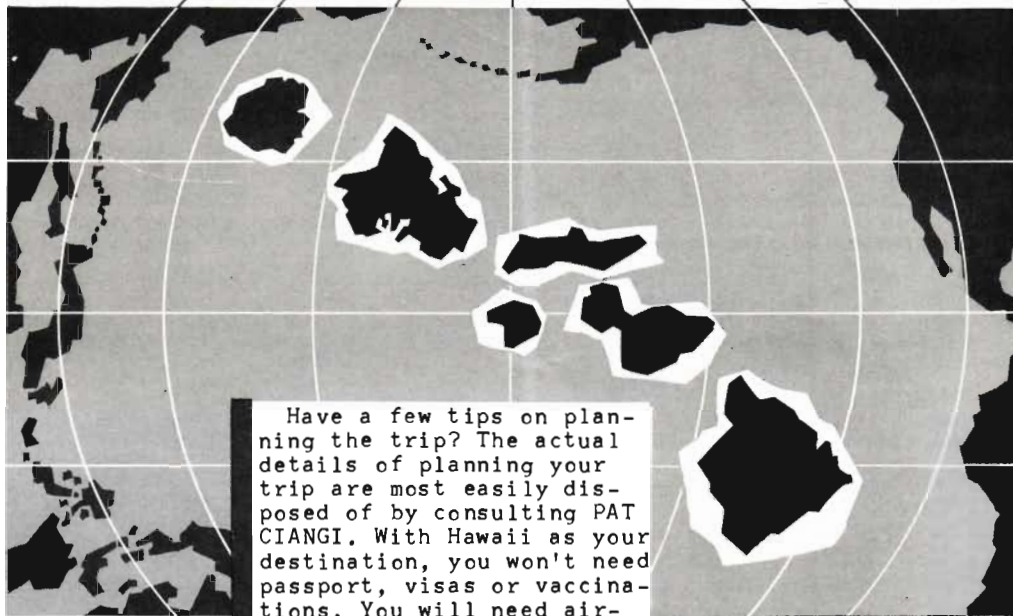 Have a few tips on plan-
ning the trip? The actual
details of planning your
trip are most easily dis-
posed of by consulting PAT
CIANGI. With Hawaii as your
destination, you won't need
passport, visas or vaccina-
tions. You will need air-